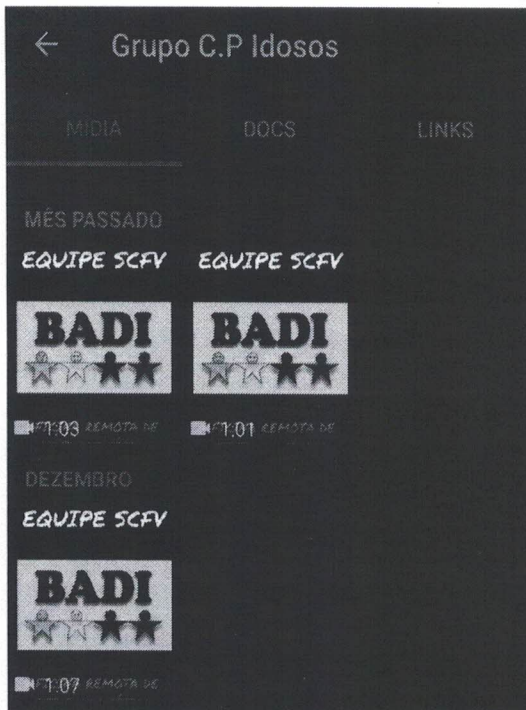 ← Grupo C.P Idosos
MÍDIA DOCS LINKS
MÊS PASSADO
EQUIPE SCFV EQUIPE SCFV
BADI BADI
1:03 REMOTA DE 1:01 REMOTA DE
DEZEMBRO
EQUIPE SCFV
BADI
1:07 REMOTA DE